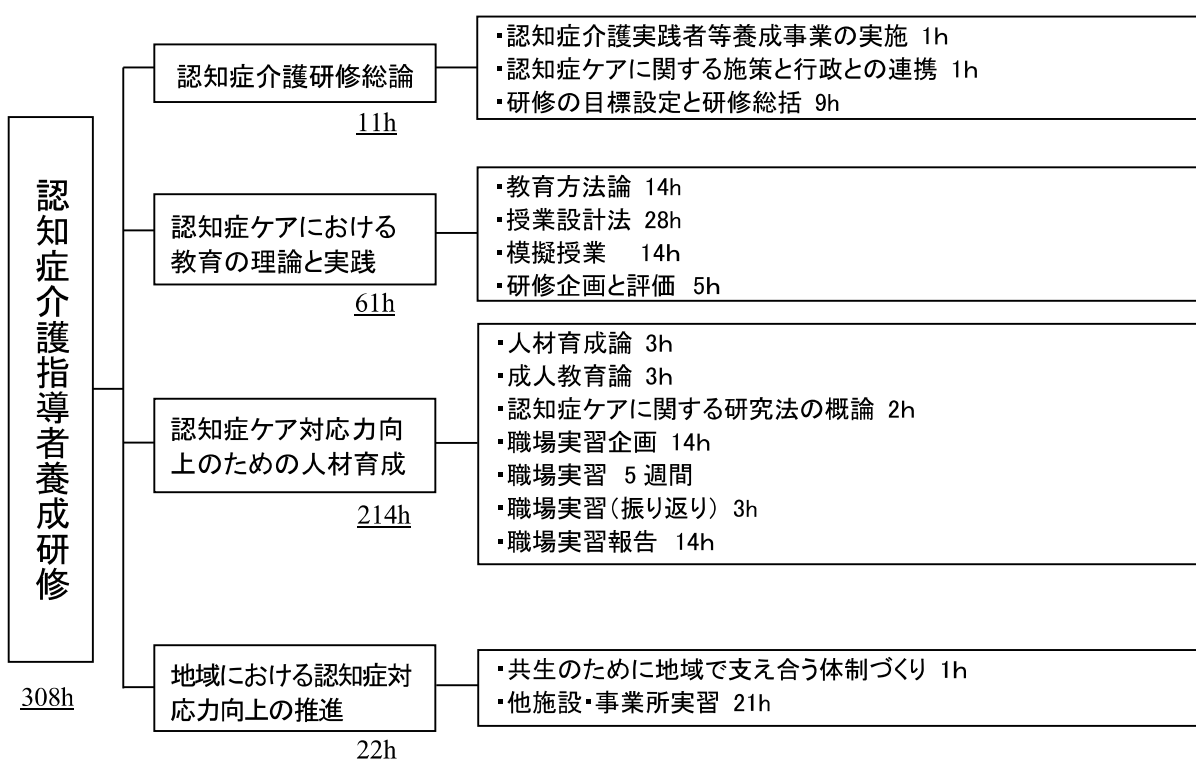 認知症介護指導者養成研修
308h
認知症介護研修総論
11h
・認知症介護実践者等養成事業の実施 1h
・認知症ケアに関する施策と行政との連携 1h
・研修の目標設定と研修総括 9h
認知症ケアにおける
教育の理論と実践
61h
・教育方法論 14h
・授業設計法 28h
・模擬授業 14h
・研修企画と評価 5h
認知症ケア対応力向
上のための人材育成
214h
・人材育成論 3h
・成人教育論 3h
・認知症ケアに関する研究法の概論 2h
・職場実習企画 14h
・職場実習 5週間
・職場実習(振り返り) 3h
・職場実習報告 14h
地域における認知症対
応力向上の推進
22h
・共生のために地域で支え合う体制づくり 1h
・他施設・事業所実習 21h